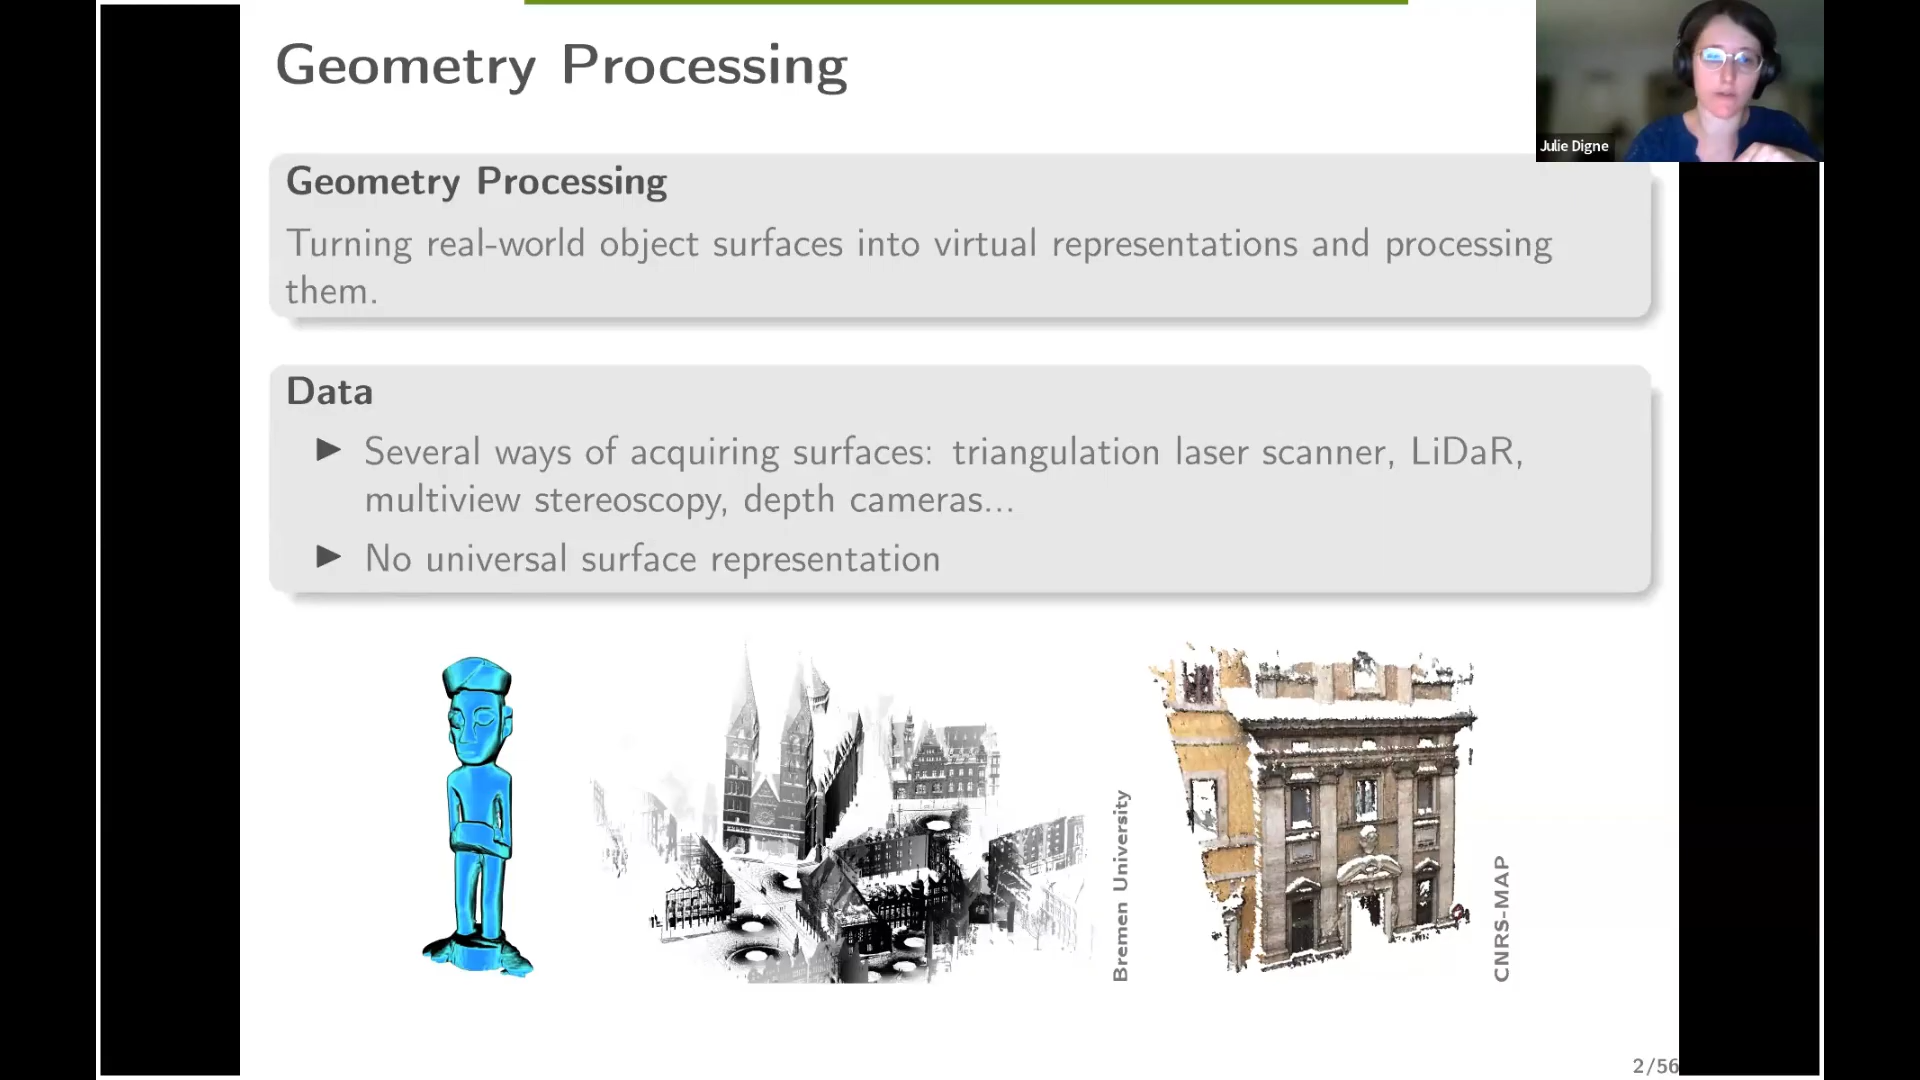 Geometry Processing
Julie Digne
Geometry Processing
Turning real-world object surfaces into virtual representations and processing
them.
Data
▶ Several ways of acquiring surfaces: triangulation laser scanner, LiDaR,
multiview stereoscopy, depth cameras...
▶ No universal surface representation
Bremen University
CNRS-MAP
2/56